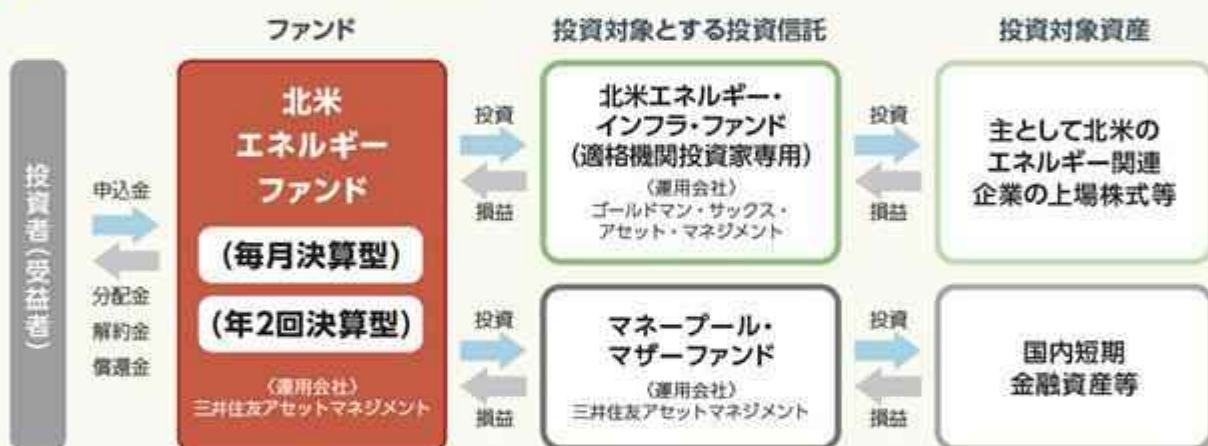 ファンド
投資対象とする投資信託
投資対象資産
投資者（受益者）
申込金
分配金
解約金
償還金
北米
エネルギー
ファンド
（毎月決算型）
（年2回決算型）
〈運用会社〉
三井住友アセットマネジメント
投資
損益
投資
損益
北米エネルギー・
インフラ・ファンド
（適格機関投資家専用）
〈運用会社〉
ゴールドマン・サックス・
アセット・マネジメント
マネープール・
マザーファンド
〈運用会社〉
三井住友アセットマネジメント
投資
損益
投資
損益
主として北米の
エネルギー関連
企業の上場株式等
国内短期
金融資産等